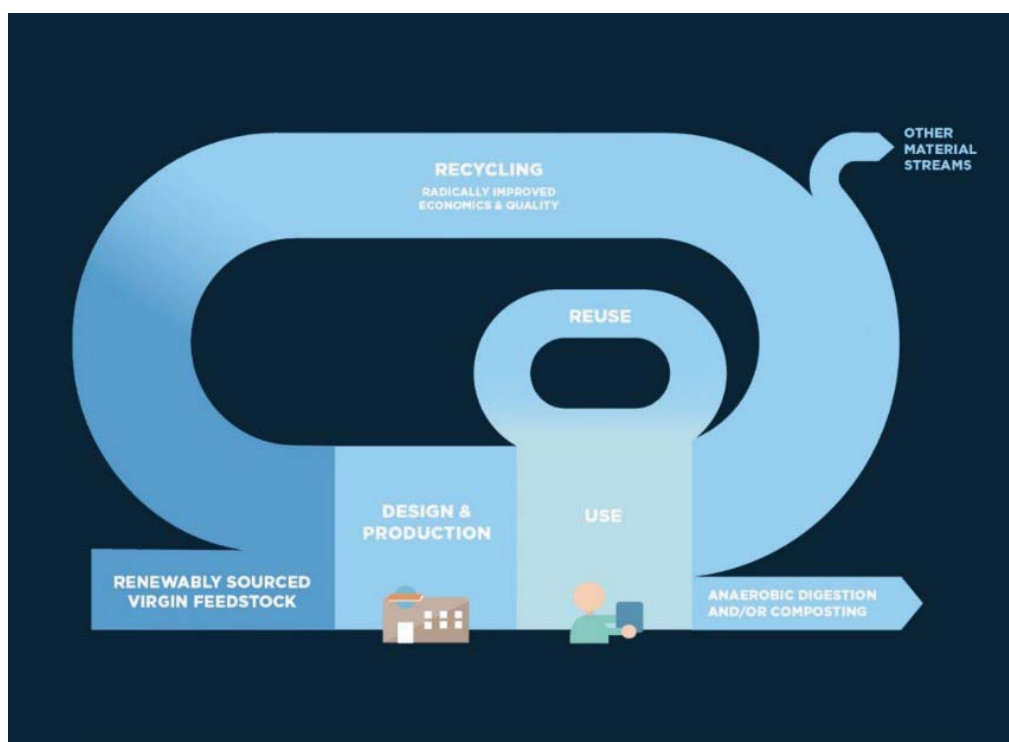 OTHER
MATERIAL
STREAMS
RECYCLING
RADICALLY IMPROVED
ECONOMICS & QUALITY
REUSE
DESIGN &
PRODUCTION
USE
RENEWABLY SOURCED
VIRGIN FEEDSTOCK
ANAEROBIC DIGESTION
AND/OR COMPOSTING